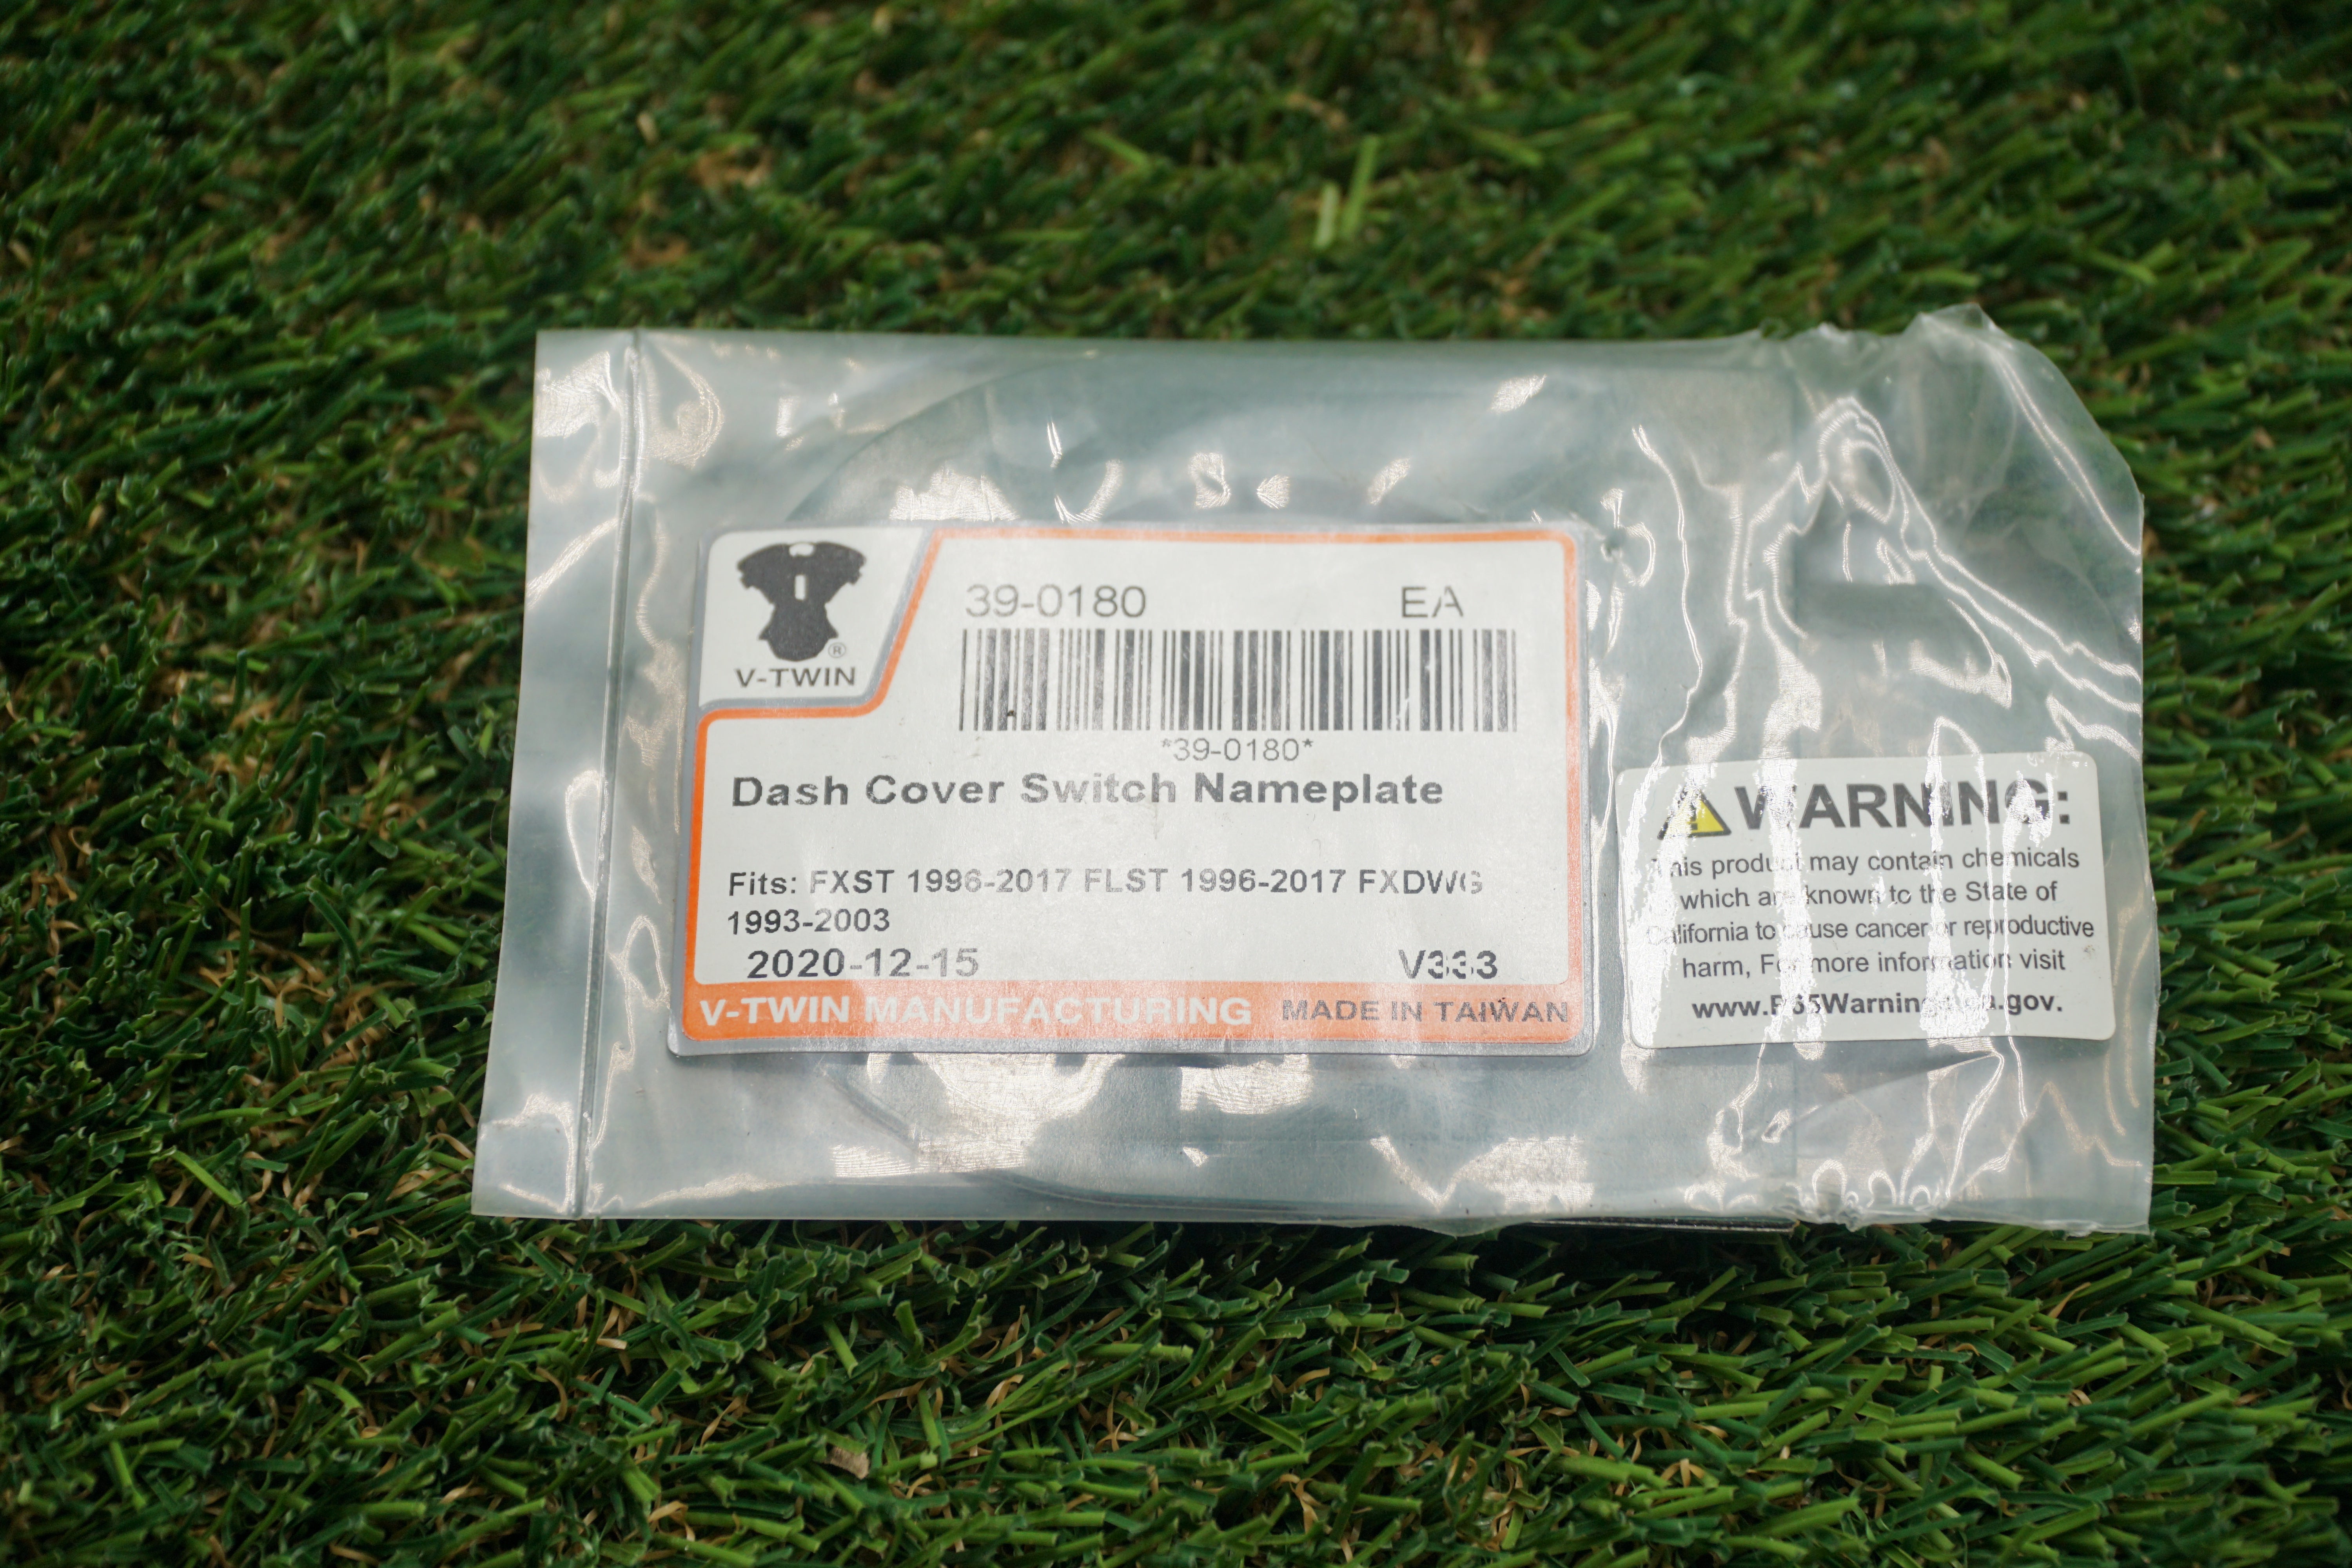 V-TWIN
®
39-0180 EA
*39-0180*
Dash Cover Switch Nameplate
Fits: FXST 1996-2017 FLST 1996-2017 FXDWG
1993-2003
2020-12-15 V333
V-TWIN MANUFACTURING MADE IN TAIWAN
WARNING:
This product may contain chemicals
which are known to the State of
California to cause cancer or reproductive
harm, For more information visit